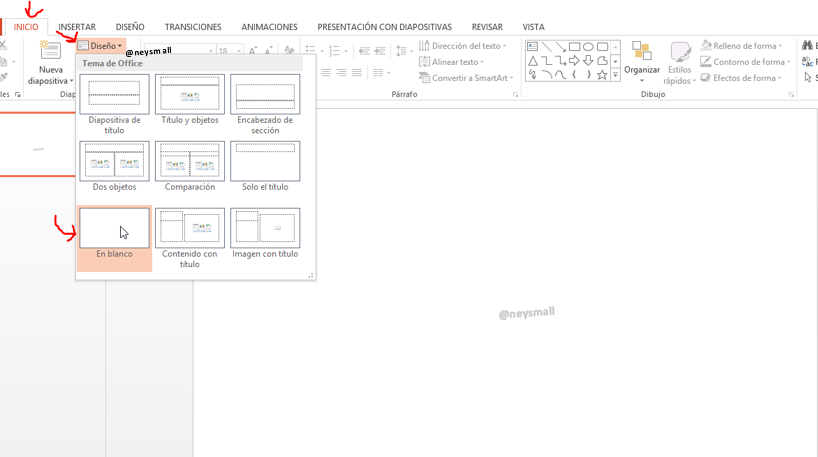 INICIO INSERTAR DISEÑO TRANSICIONES ANIMACIONES PRESENTACIÓN CON DIAPOSITIVAS REVISAR VISTA
Diseño
@neysmall
18
Nueva
diapositiva
Dirección del texto
Alinear texto
Convertir a SmartArt
Párrafo
Organizar
Estilos
rápidos
Relleno de forma
Contorno de forma
Efectos de forma
Dibujo
Tema de Office
Diapositiva de
título
Título y objetos
Encabezado de
sección
Dos objetos
Comparación
Solo el título
En blanco
Contenido con
título
Imagen con título
@neysmall